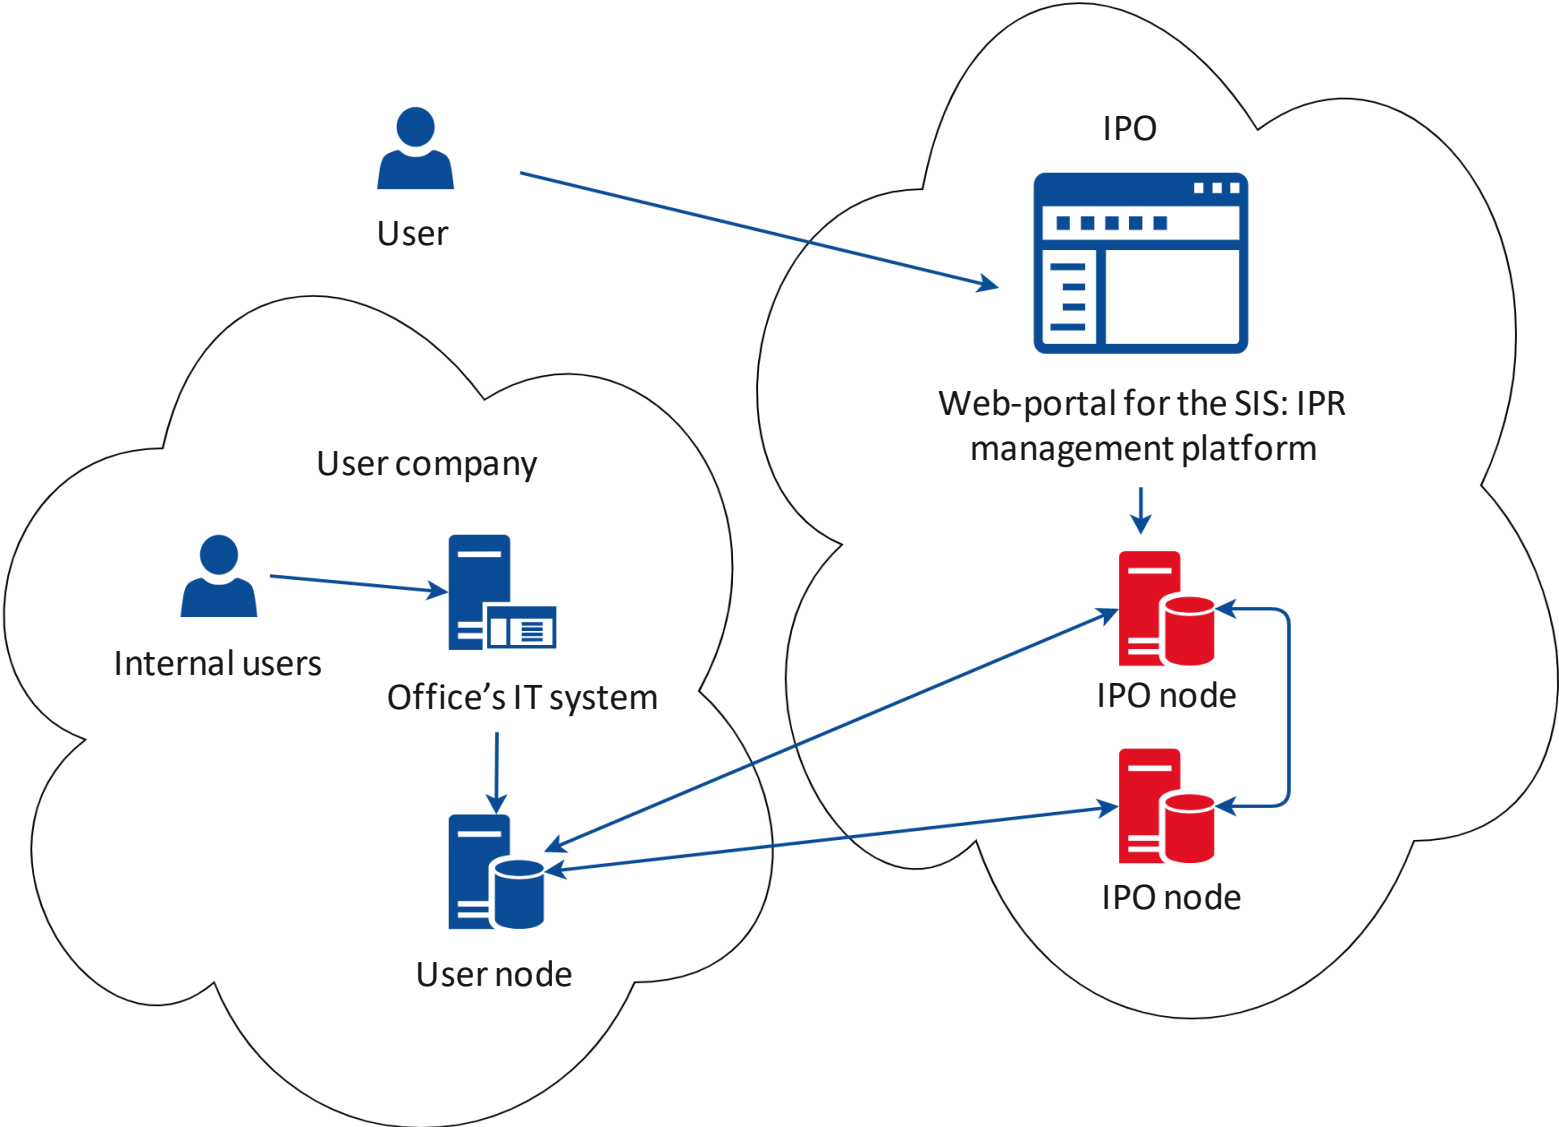 IPO
User
Web-portal for the SIS: IPR
management platform
User company
Internal users
Office’s IT system
IPO node
IPO node
User node